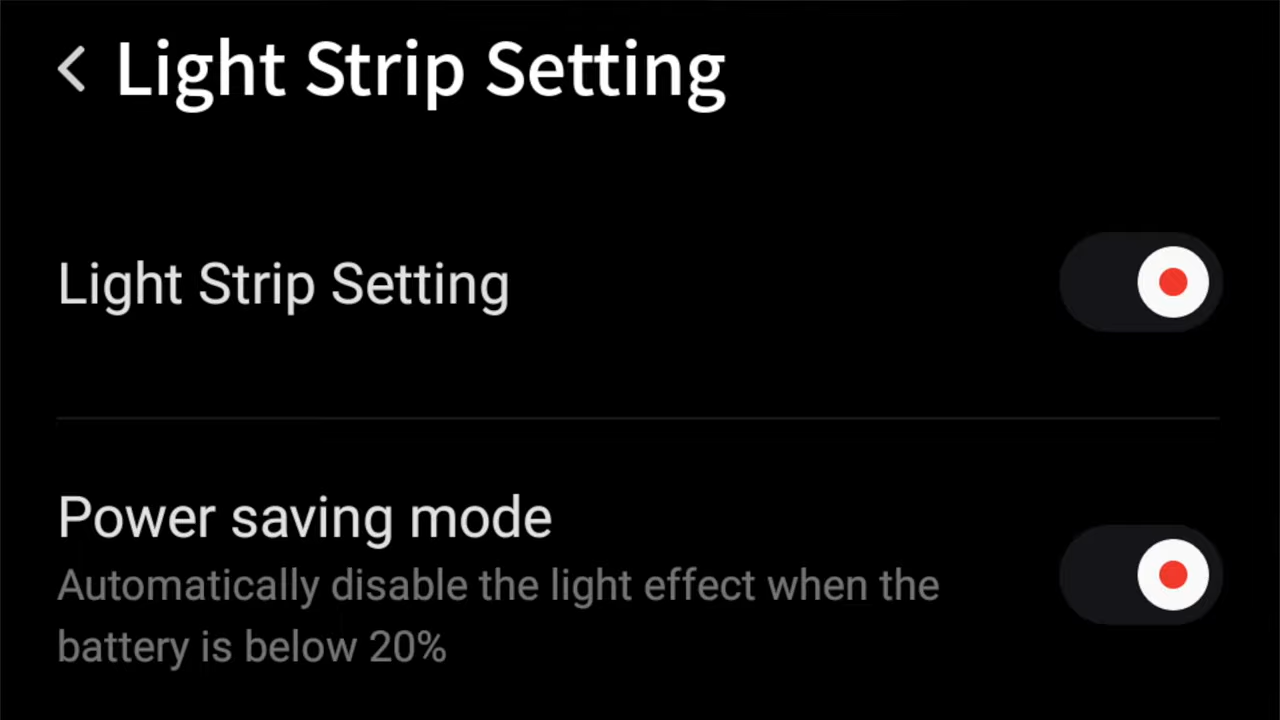 Light Strip Setting
Light Strip Setting
Power saving mode
Automatically disable the light effect when the
battery is below 20%